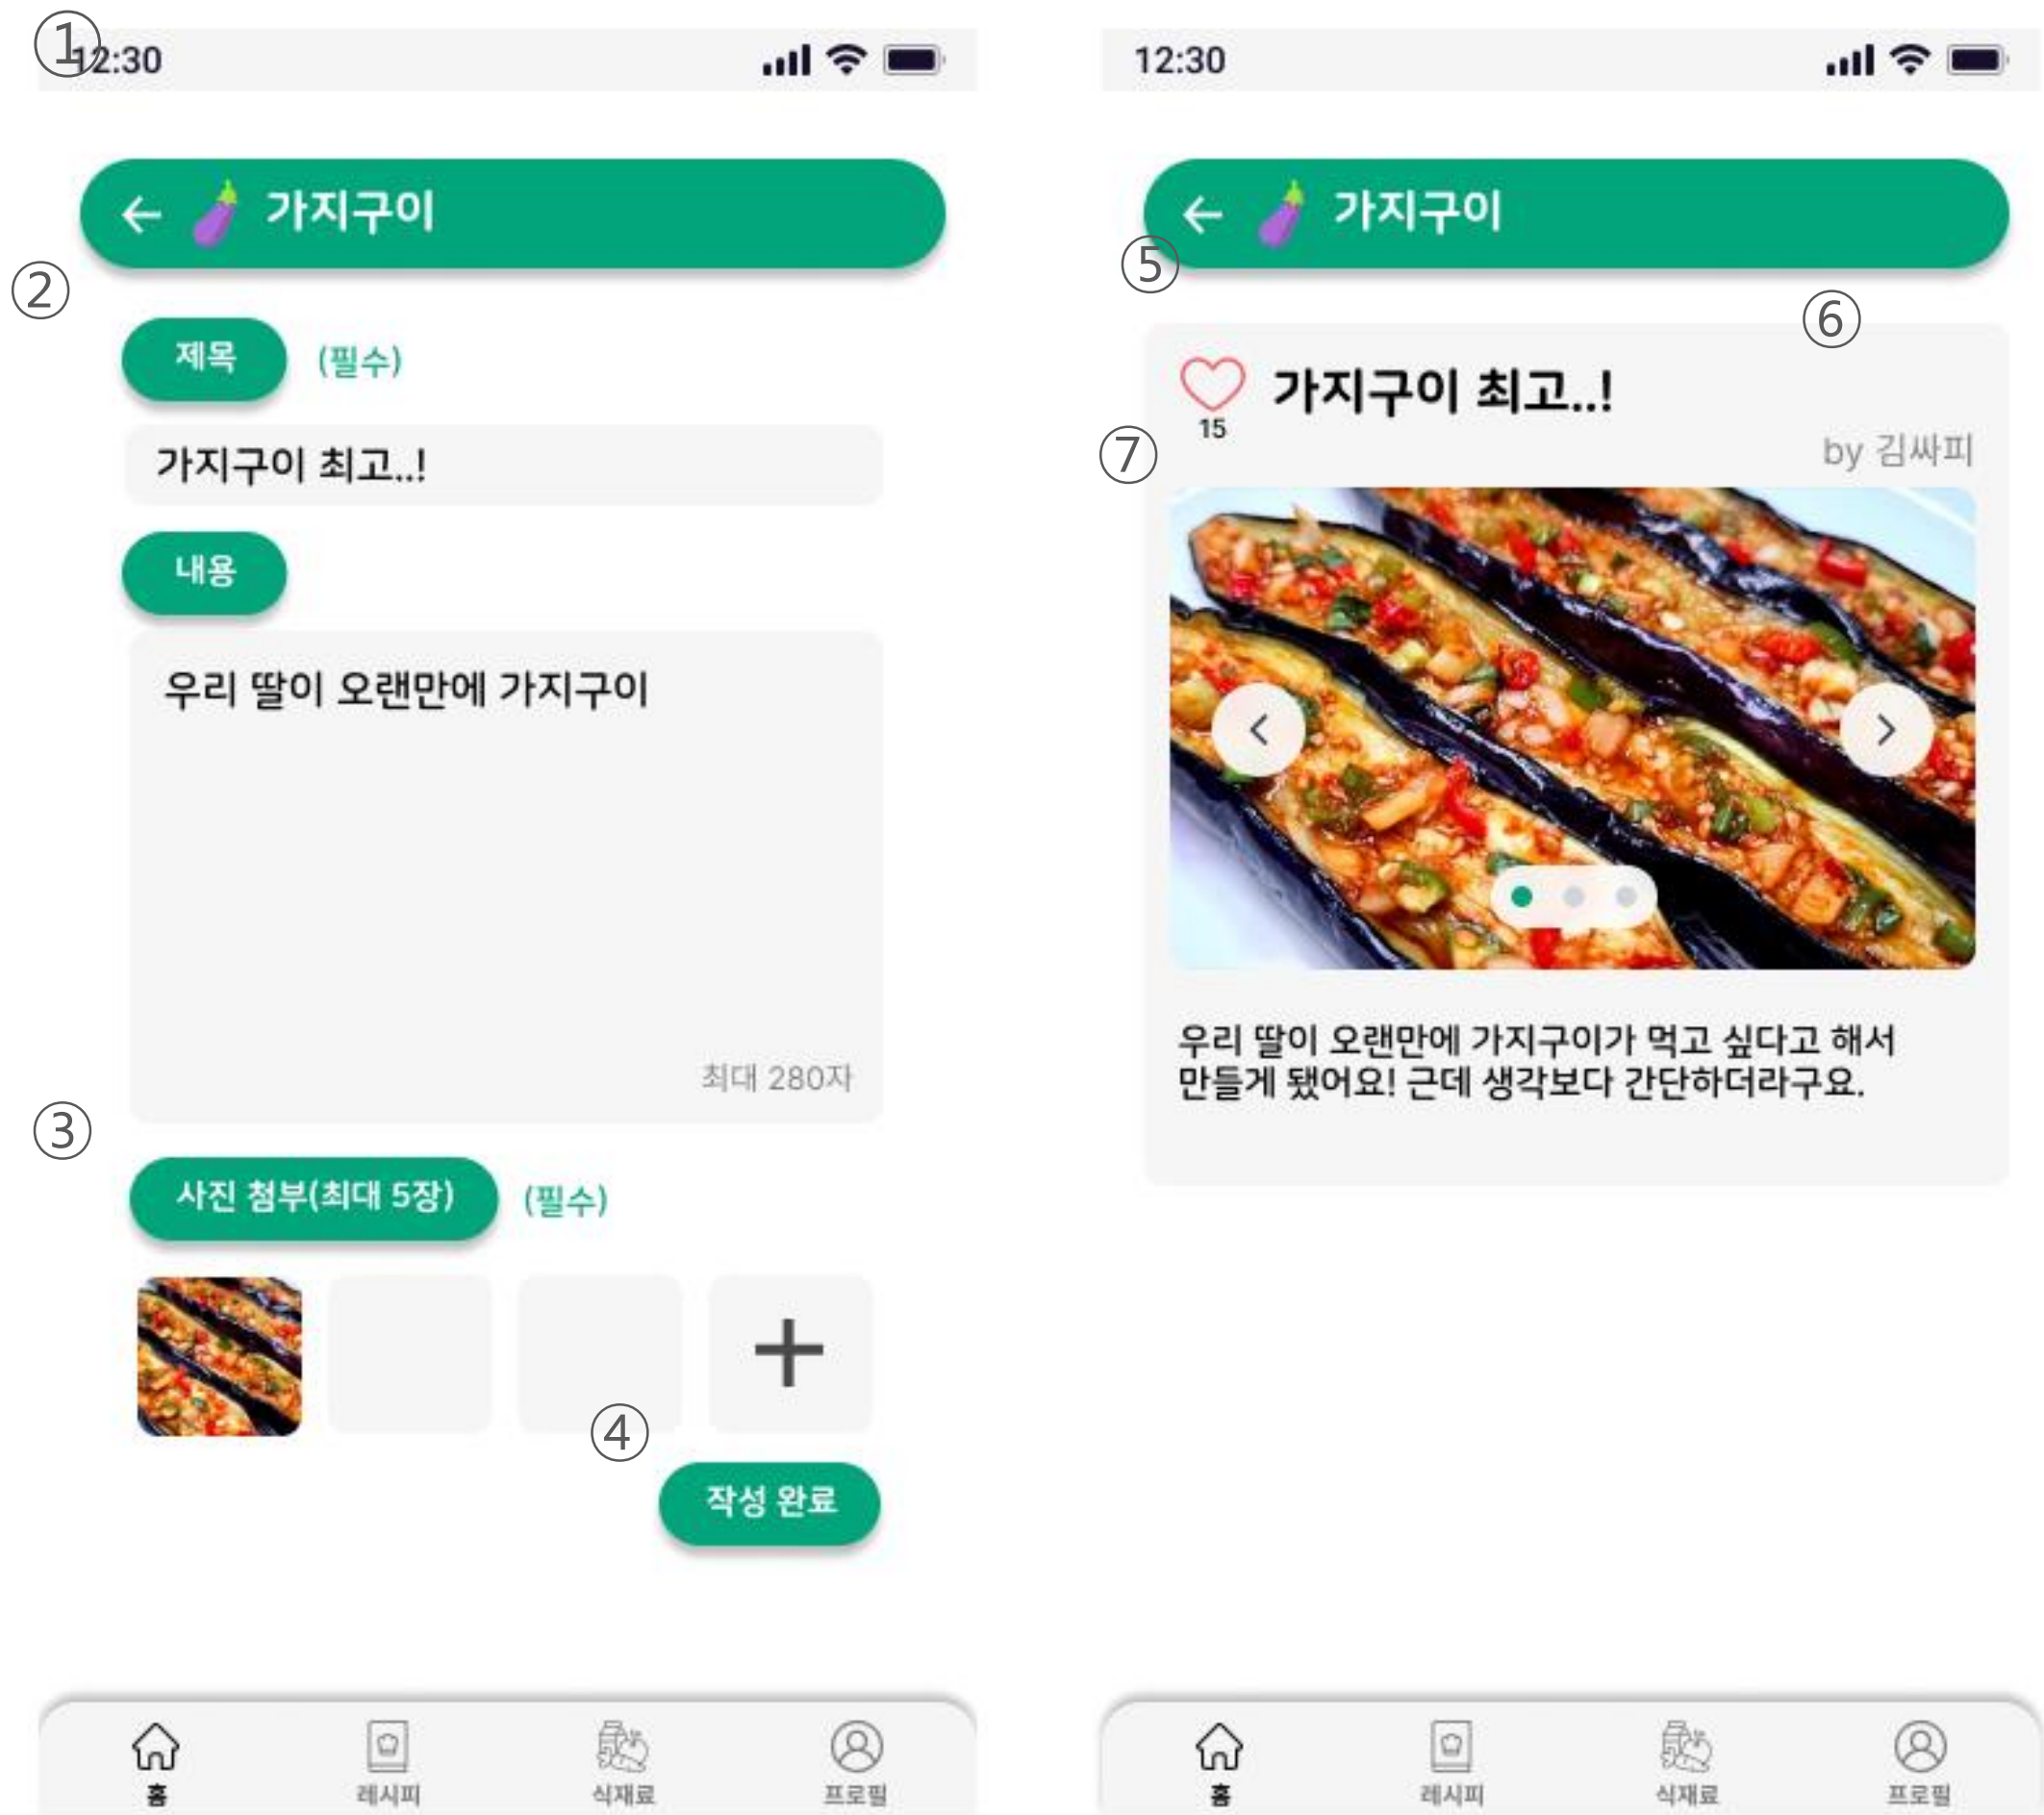 ①
12:30
가지구이
②
제목 (필수)
가지구이 최고..!
내용
우리 딸이 오랜만에 가지구이
최대 280자
③
사진 첨부(최대 5장) (필수)
④
작성 완료
홈 레시피 식재료 프로필
12:30
가지구이
⑤
⑥
가지구이 최고..!
15
⑦
by 김싸피
우리 딸이 오랜만에 가지구이가 먹고 싶다고 해서
만들게 됐어요! 근데 생각보다 간단하더라구요.
홈 레시피 식재료 프로필